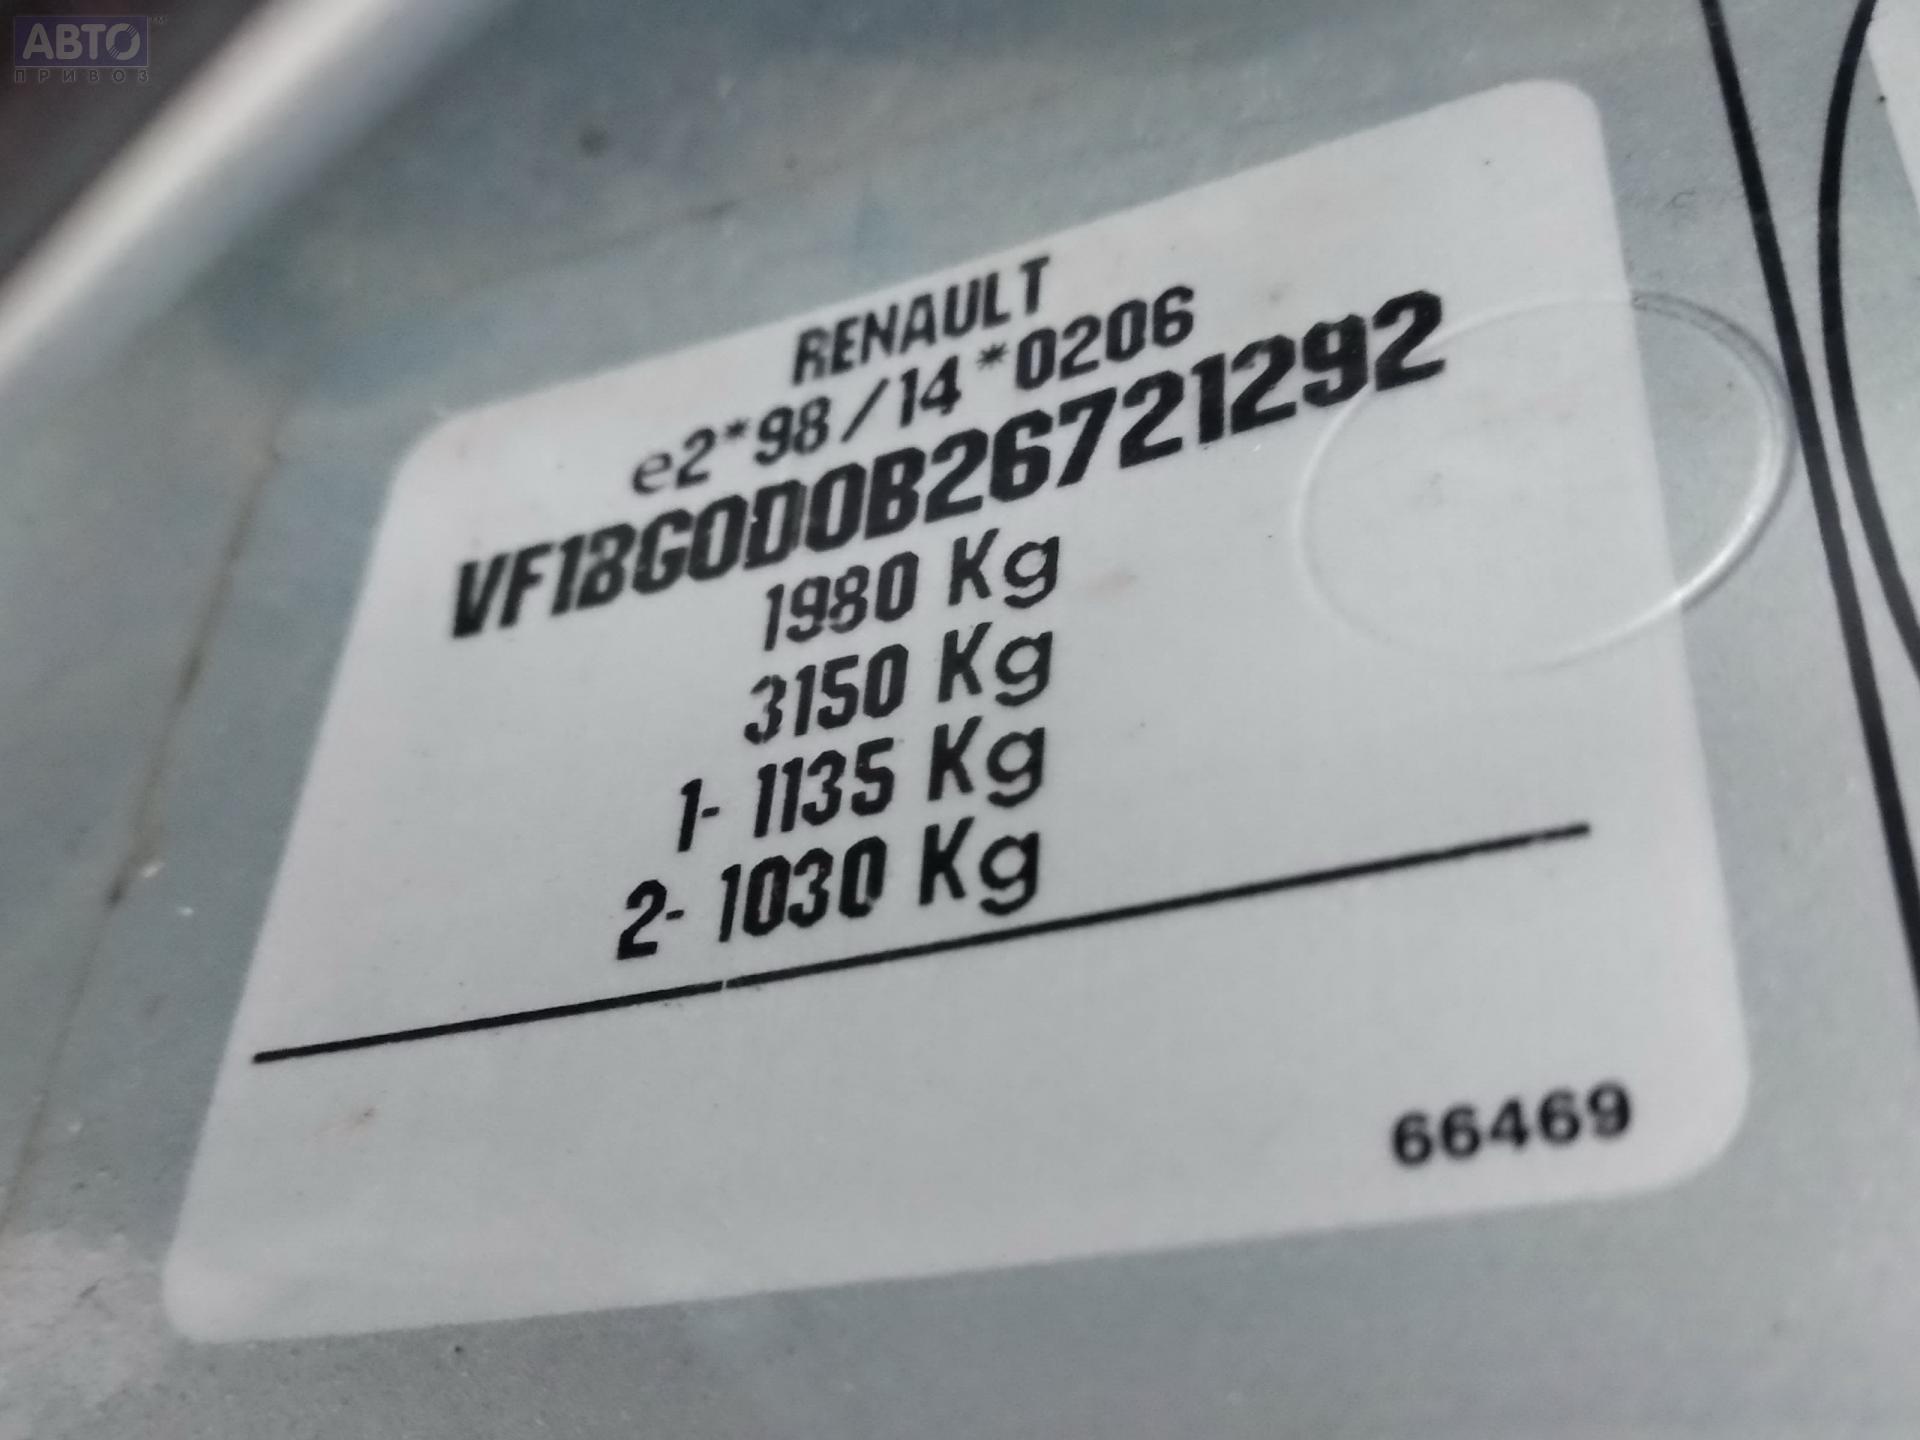 АВТО
ПРИВОЗ
RENAULT
e2*98/14*0206
VF1BG0D0B26721292
1980 Kg
3150 Kg
1- 1135 Kg
2- 1030 Kg
66469